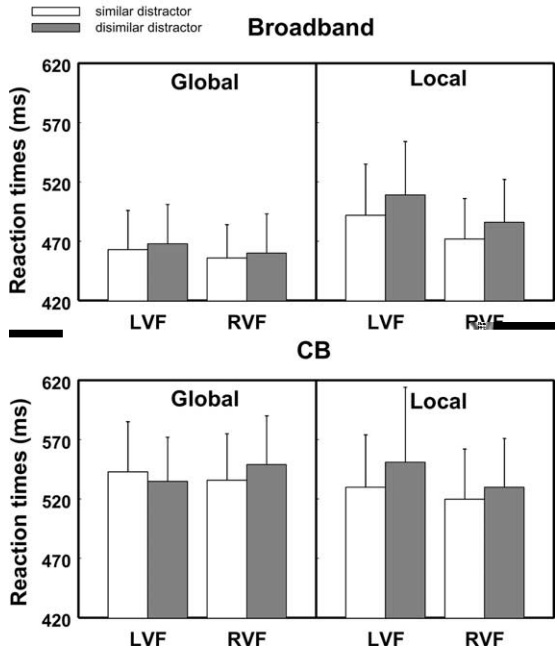 similar distractor
disimilar distractor
Broadband
Reaction times (ms)
620
570
520
470
420
Global
Local
LVF
RVF
LVF
RVF
CB
Reaction times (ms)
620
570
520
470
420
Global
Local
LVF
RVF
LVF
RVF